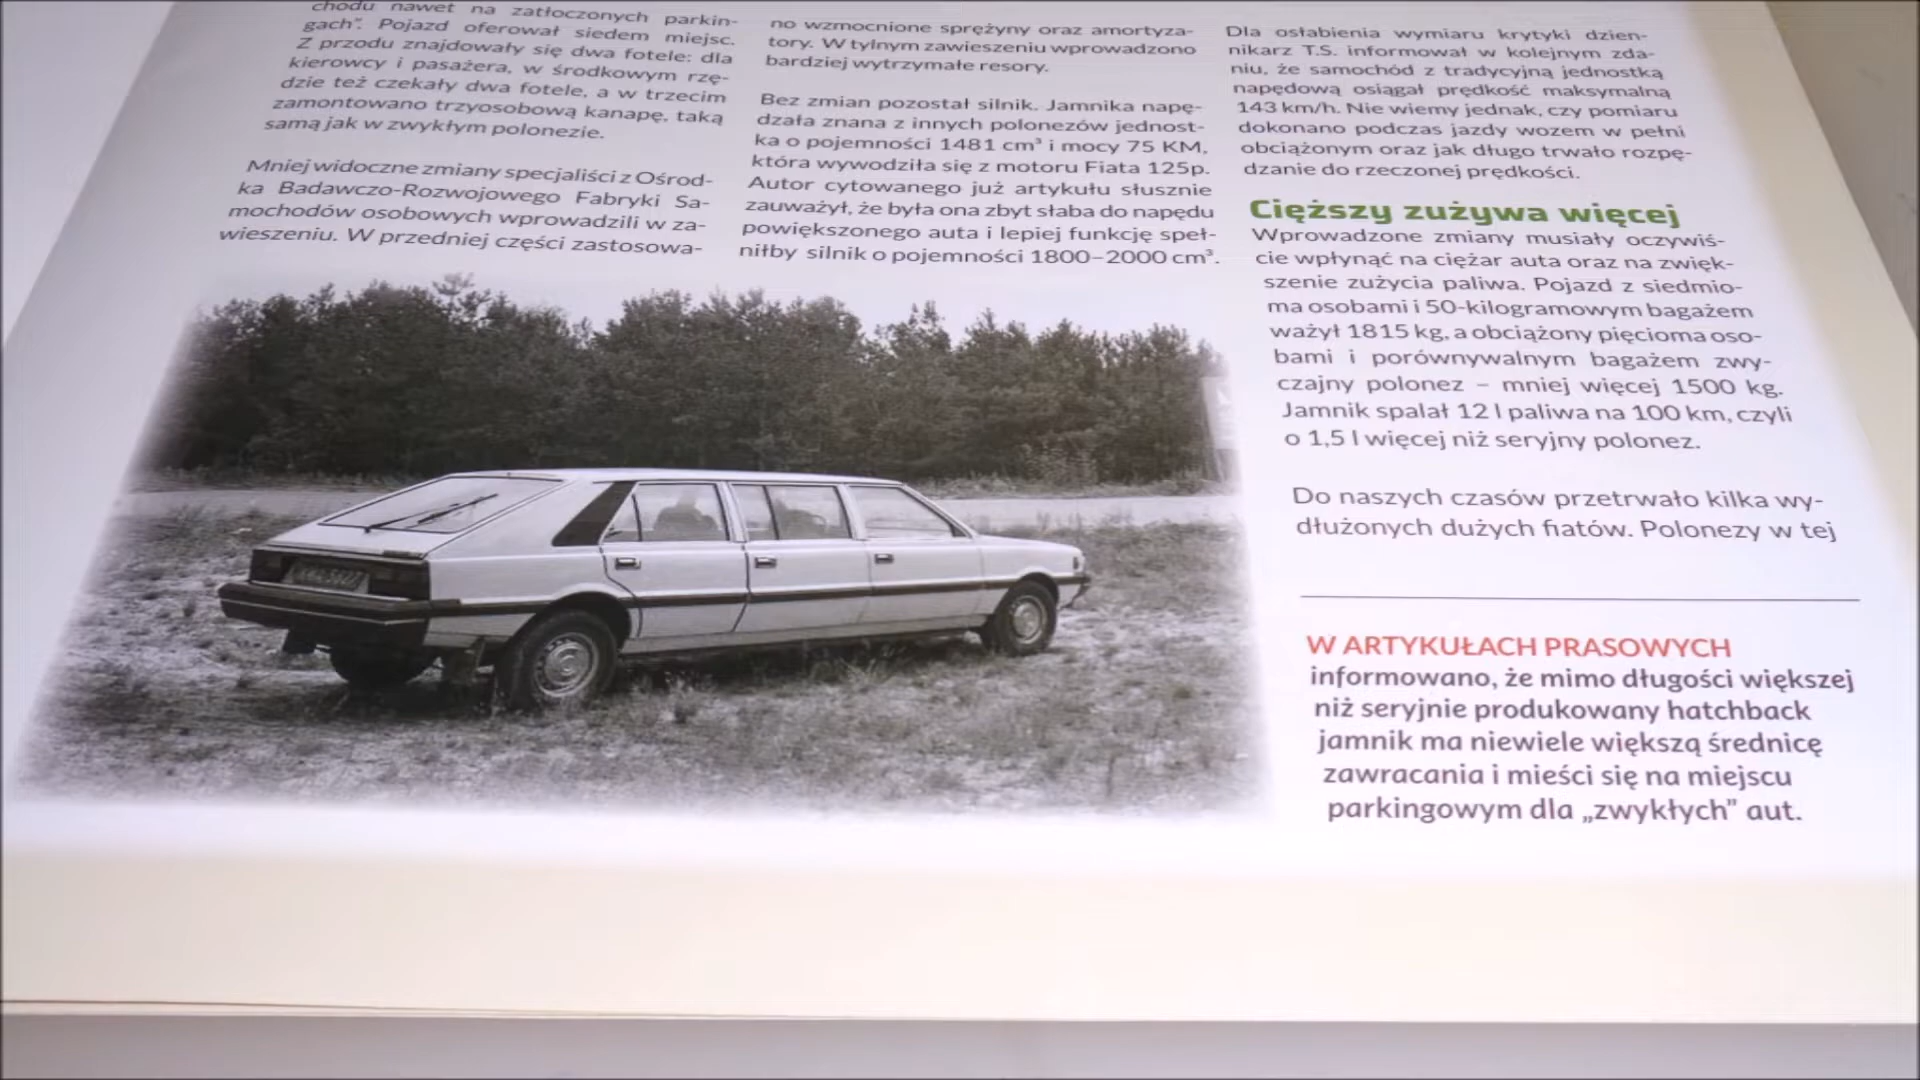 chodu nawet na zatłoczonych parkin-
gach". Pojazd oferował siedem miejsc.
Z przodu znajdowały się dwa fotele: dla
kierowcy i pasażera, w środkowym rzę-
dzie też czekały dwa fotele, a w trzecim
zamontowano trzyosobową kanapę, taką
samą jak w zwykłym polonezie.
Mniej widoczne zmiany specjaliści z Ośrod-
ka Badawczo-Rozwojowego Fabryki Sa-
mochodów osobowych wprowadzili w za-
wieszeniu. W przedniej części zastosowa-
no wzmocnione sprężyny oraz amortyza-
tory. W tylnym zawieszeniu wprowadzono
bardziej wytrzymałe resory.
Bez zmian pozostał silnik. Jamnika napę-
dzała znana z innych polonezów jednost-
ka o pojemności 1481 cm³ i mocy 75 KM,
która wywodziła się z motoru Fiata 125p.
Autor cytowanego już artykułu słusznie
zauważył, że była ona zbyt słaba do napędu
powiększonego auta i lepiej funkcję speł-
niłby silnik o pojemności 1800–2000 cm³.
Dla osłabienia wymiaru krytyki dzien-
nikarz T.S. informował w kolejnym zda-
niu, że samochód z tradycyjną jednostką
napędową osiągał prędkość maksymalną
143 km/h. Nie wiemy jednak, czy pomiaru
dokonano podczas jazdy wozem w pełni
obciążonym oraz jak długo trwało rozpę-
dzanie do rzeczonej prędkości.
Cięższy zużywa więcej
Wprowadzone zmiany musiały oczywiś-
cie wpłynąć na ciężar auta oraz na zwięk-
szenie zużycia paliwa. Pojazd z siedmio-
ma osobami i 50-kilogramowym bagażem
ważył 1815 kg, a obciążony pięcioma oso-
bami i porównywalnym bagażem zwy-
czajny polonez – mniej więcej 1500 kg.
Jamnik spalał 12 l paliwa na 100 km, czyli
o 1,5 l więcej niż seryjny polonez.
Do naszych czasów przetrwało kilka wy-
dłużonych dużych fiatów. Polonezy w tej
W ARTYKUŁACH PRASOWYCH
informowano, że mimo długości większej
niż seryjnie produkowany hatchback
jamnik ma niewiele większą średnicę
zawracania i mieści się na miejscu
parkingowym dla „zwykłych" aut.